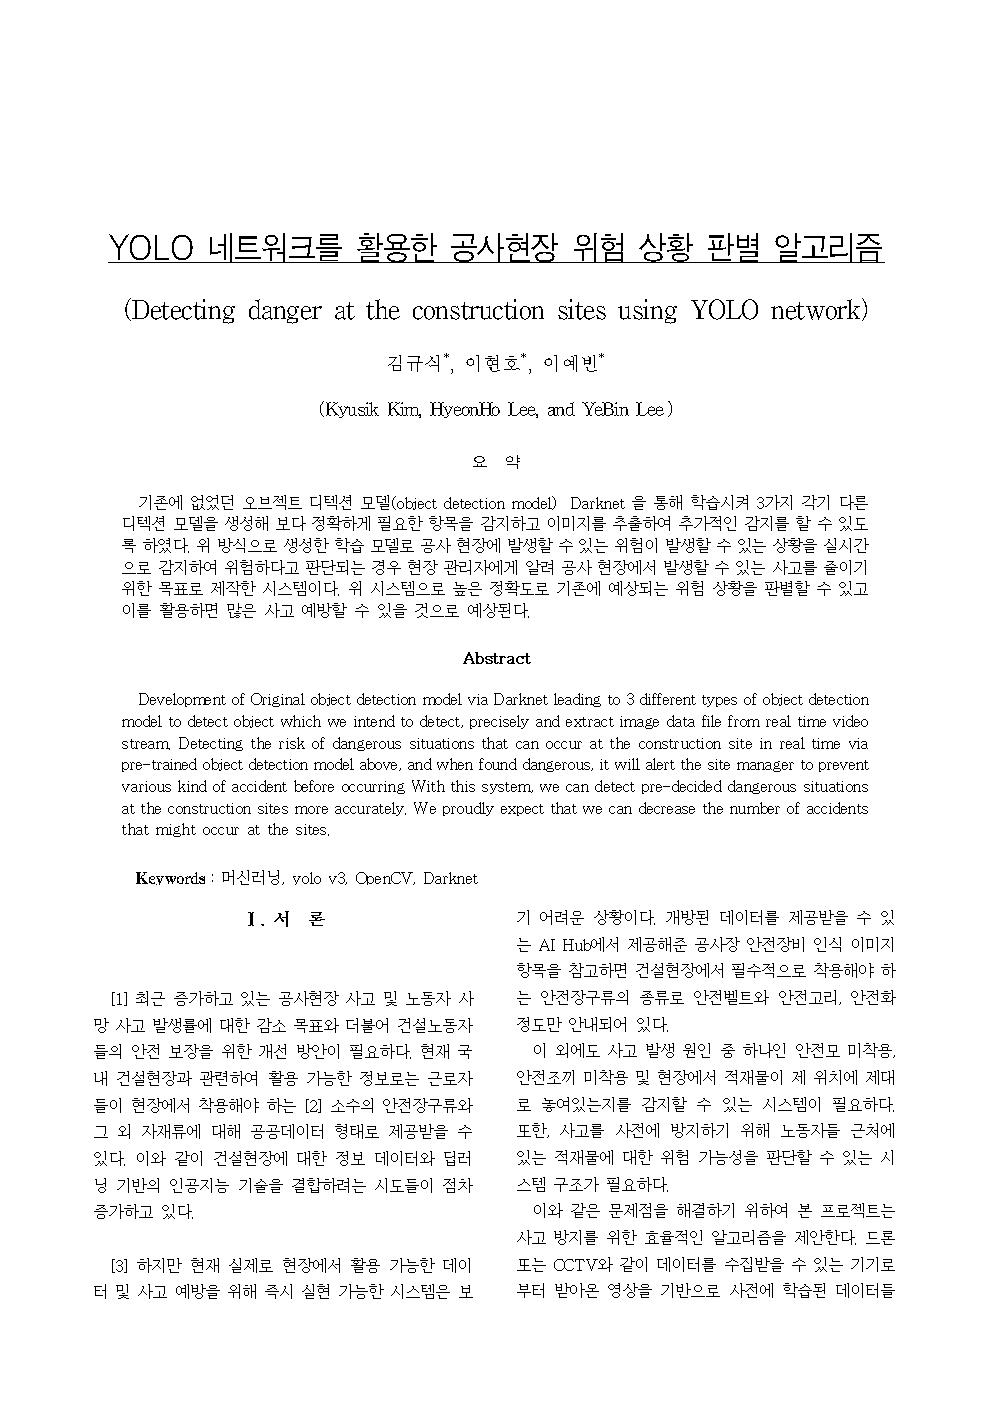 YOLO 네트워크를 활용한 공사현장 위험 상황 판별 알고리즘
(Detecting danger at the construction sites using YOLO network)
김규식*, 이현호*, 이예빈*
(Kyusik Kim, HyeonHo Lee, and YeBin Lee )
요 약
기존에 없었던 오브젝트 디텍션 모델(object detection model) Darknet 을 통해 학습시켜 3가지 각기 다른
디텍션 모델을 생성해 보다 정확하게 필요한 항목을 감지하고 이미지를 추출하여 추가적인 감지를 할 수 있도
록 하였다. 위 방식으로 생성한 학습 모델로 공사 현장에 발생할 수 있는 위험이 발생할 수 있는 상황을 실시간
으로 감지하여 위험하다고 판단되는 경우 현장 관리자에게 알려 공사 현장에서 발생할 수 있는 사고를 줄이기
위한 목표로 제작한 시스템이다. 위 시스템으로 높은 정확도로 기존에 예상되는 위험 상황을 판별할 수 있고
이를 활용하면 많은 사고 예방할 수 있을 것으로 예상된다.
Abstract
Development of Original object detection model via Darknet leading to 3 different types of object detection
model to detect object which we intend to detect, precisely and extract image data file from real time video
stream. Detecting the risk of dangerous situations that can occur at the construction site in real time via
pre-trained object detection model above, and when found dangerous, it will alert the site manager to prevent
various kind of accident before occurring. With this system, we can detect pre-decided dangerous situations
at the construction sites more accurately. We proudly expect that we can decrease the number of accidents
that might occur at the sites.
Keywords : 머신러닝, yolo v3, OpenCV, Darknet
I. 서 론
[1] 최근 증가하고 있는 공사현장 사고 및 노동자 사
망 사고 발생률에 대한 감소 목표와 더불어 건설노동자
들의 안전 보장을 위한 개선 방안이 필요하다. 현재 국
내 건설현장과 관련하여 활용 가능한 정보로는 근로자
들이 현장에서 착용해야 하는 [2] 소수의 안전장구류와
그 외 자재류에 대해 공공데이터 형태로 제공받을 수
있다. 이와 같이 건설현장에 대한 정보 데이터와 딥러
닝 기반의 인공지능 기술을 결합하려는 시도들이 점차
증가하고 있다.
[3] 하지만 현재 실제로 현장에서 활용 가능한 데이
터 및 사고 예방을 위해 즉시 실현 가능한 시스템은 보
기 어려운 상황이다. 개방된 데이터를 제공받을 수 있
는 AI Hub에서 제공해준 공사장 안전장비 인식 이미지
항목을 참고하면 건설현장에서 필수적으로 착용해야 하
는 안전장구류의 종류로 안전벨트와 안전고리, 안전화
정도만 안내되어 있다.
이 외에도 사고 발생 원인 중 하나인 안전모 미착용,
안전조끼 미착용 및 현장에서 적재물이 제 위치에 제대
로 놓여있는지를 감지할 수 있는 시스템이 필요하다.
또한, 사고를 사전에 방지하기 위해 노동자들 근처에
있는 적재물에 대한 위험 가능성을 판단할 수 있는 시
스템 구조가 필요하다.
이와 같은 문제점을 해결하기 위하여 본 프로젝트는
사고 방지를 위한 효율적인 알고리즘을 제안한다. 드론
또는 CCTV와 같이 데이터를 수집받을 수 있는 기기로
부터 받아온 영상을 기반으로 사전에 학습된 데이터들